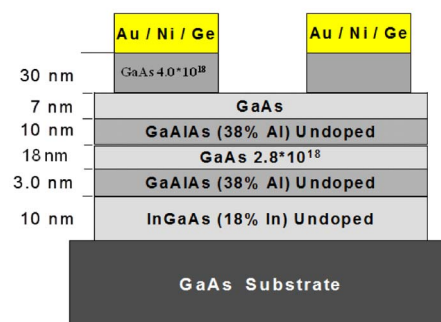 Au / Ni / Ge
Au / Ni / Ge
30 nm
GaAs 4.0*10¹⁸
7 nm
GaAs
10 nm
GaAlAs (38% Al) Undoped
18nm
GaAs 2.8*10¹⁸
3.0 nm
GaAlAs (38% Al) Undoped
10 nm
InGaAs (18% In) Undoped
GaAs Substrate